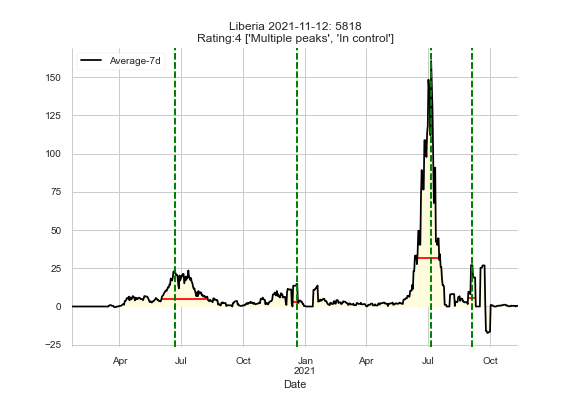 Liberia 2021-11-12: 5818
Rating:4 ['Multiple peaks', 'In control']
Average-7d
150
125
100
75
50
25
0
−25
Apr Jul Oct Jan Apr Jul Oct
2021
Date